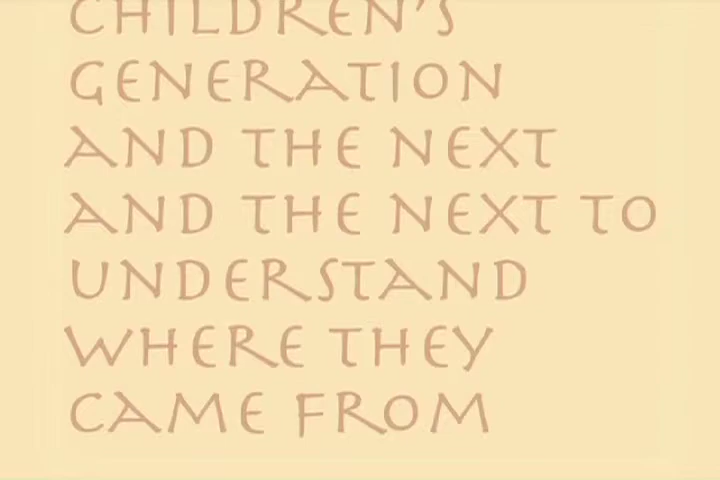 CHILDREN'S
GENERATION
AND THE NEXT
AND THE NEXT TO
UNDERSTAND
WHERE THEY
CAME FROM